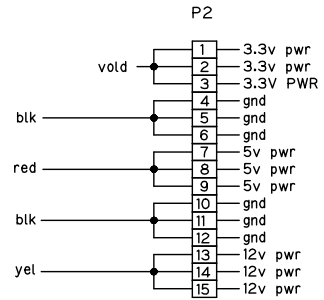 P2
1 3.3v pwr
vold 2 3.3v pwr
3 3.3V PWR
4 gnd
blk 5 gnd
6 gnd
7 5v pwr
red 8 5v pwr
9 5v pwr
10 gnd
blk 11 gnd
12 gnd
13 12v pwr
yel 14 12v pwr
15 12v pwr